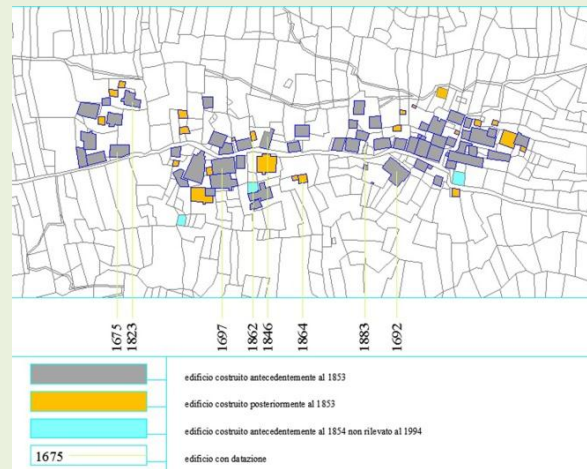 1675
1823
1697
1862
1846
1864
1883
1692
edificio costruito antecedentemente al 1853
edificio costruito posteriormente al 1853
edificio costruito antecedentemente al 1854 non rilevato al 1994
1675
edificio con datazione